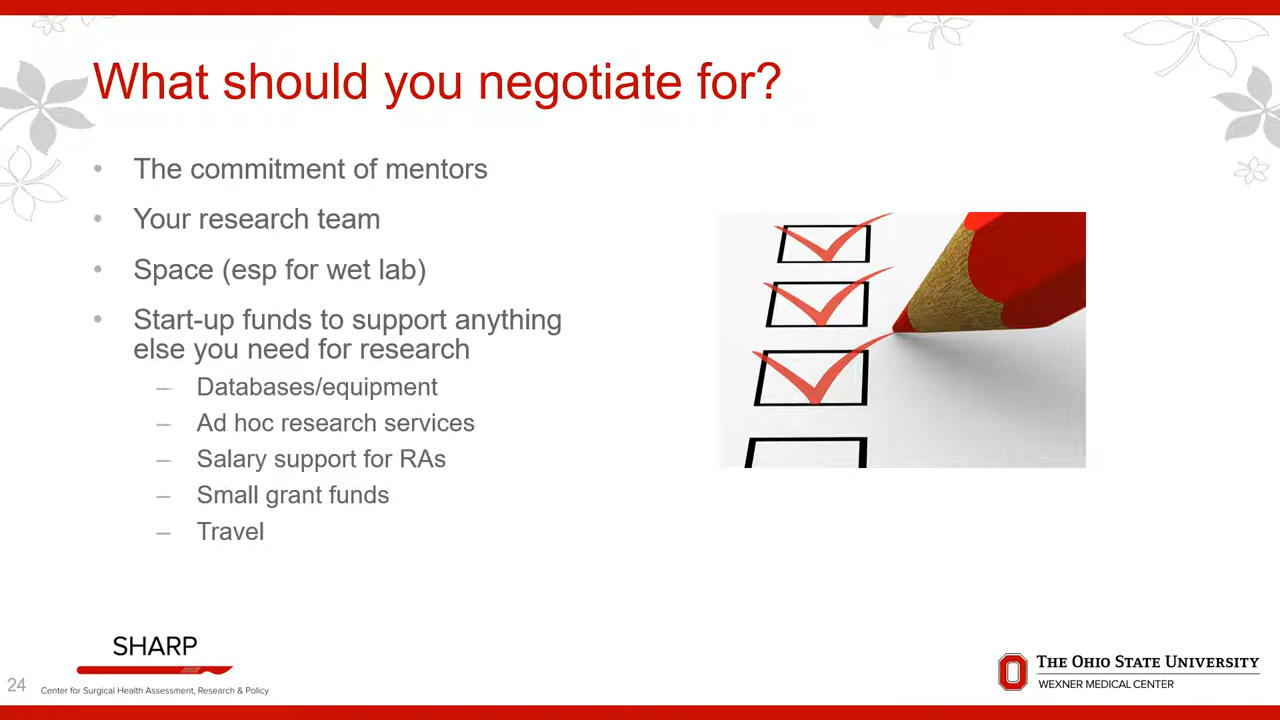 What should you negotiate for?
• The commitment of mentors
• Your research team
• Space (esp for wet lab)
• Start-up funds to support anything
else you need for research
– Databases/equipment
– Ad hoc research services
– Salary support for RAs
– Small grant funds
– Travel
SHARP
Center for Surgical Health Assessment, Research & Policy
24
THE OHIO STATE UNIVERSITY
WEXNER MEDICAL CENTER